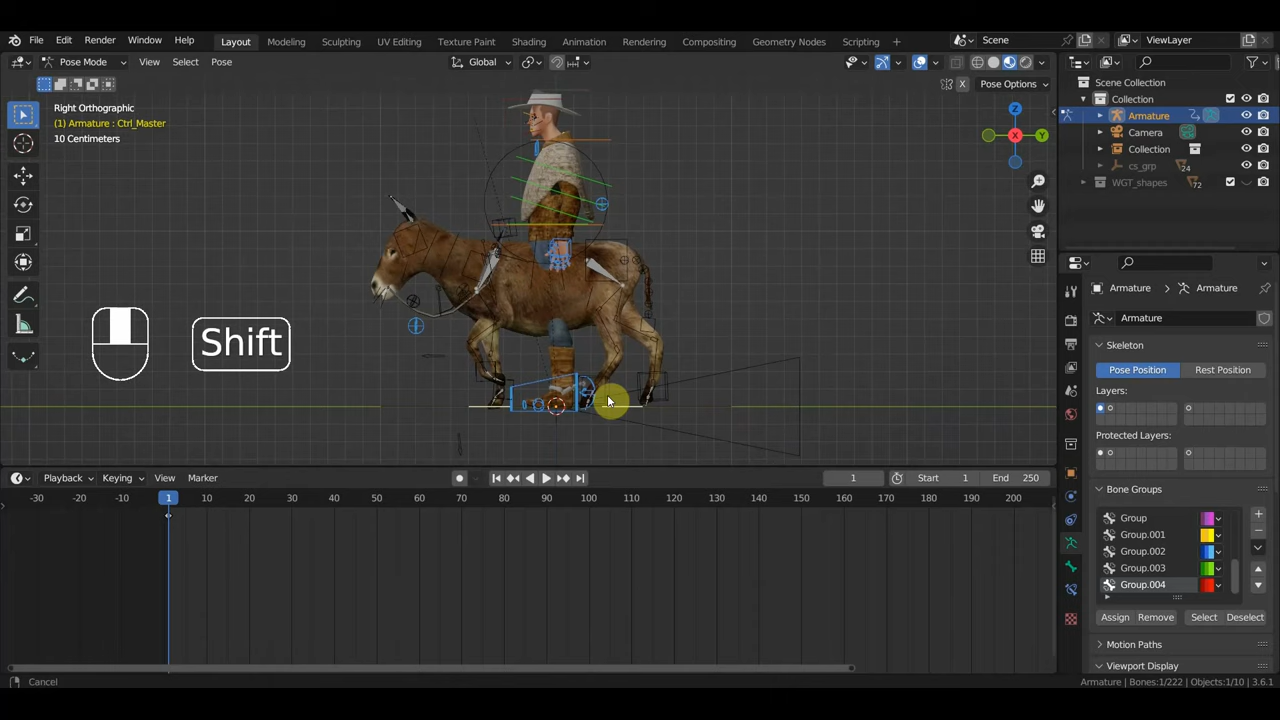 File Edit Render Window Help Layout Modeling Sculpting UV Editing Texture Paint Shading Animation Rendering Compositing Geometry Nodes Scripting + Scene ViewLayer
Pose Mode View Select Pose Global
X Pose Options
Right Orthographic
(1) Armature : Ctrl_Master
10 Centimeters
Z
Y
X
Shift
Scene Collection
Collection
Armature
Camera
Collection
cs_grp 24
WGT_shapes 72
Armature > Armature
Armature
Skeleton
Pose Position Rest Position
Layers:
Protected Layers:
Bone Groups
Group
Group.001
Group.002
Group.003
Group.004
Assign Remove Select Deselect
Motion Paths
Viewport Display
Playback Keying View Marker 1 Start 1 End 250
-30 -20 -10 1 10 20 30 40 50 60 70 80 90 100 110 120 130 140 150 160 170 180 190 200
Cancel
Armature | Bones:1/222 | Objects:1/10 | 3.6.1